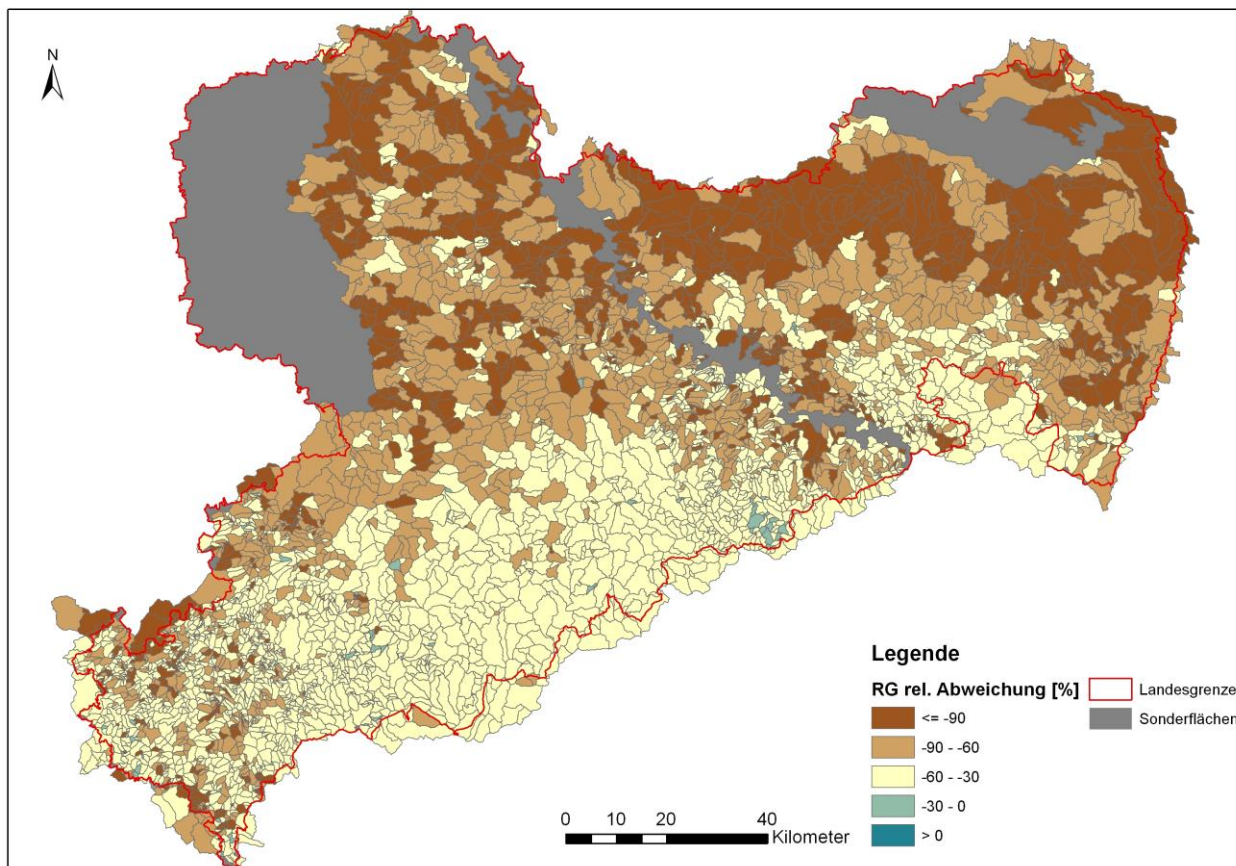 N
Legende
RG rel. Abweichung [%]
<= -90
-90 - -60
-60 - -30
-30 - 0
> 0
Landesgrenze
Sonderflächen
0 10 20 40
Kilometer